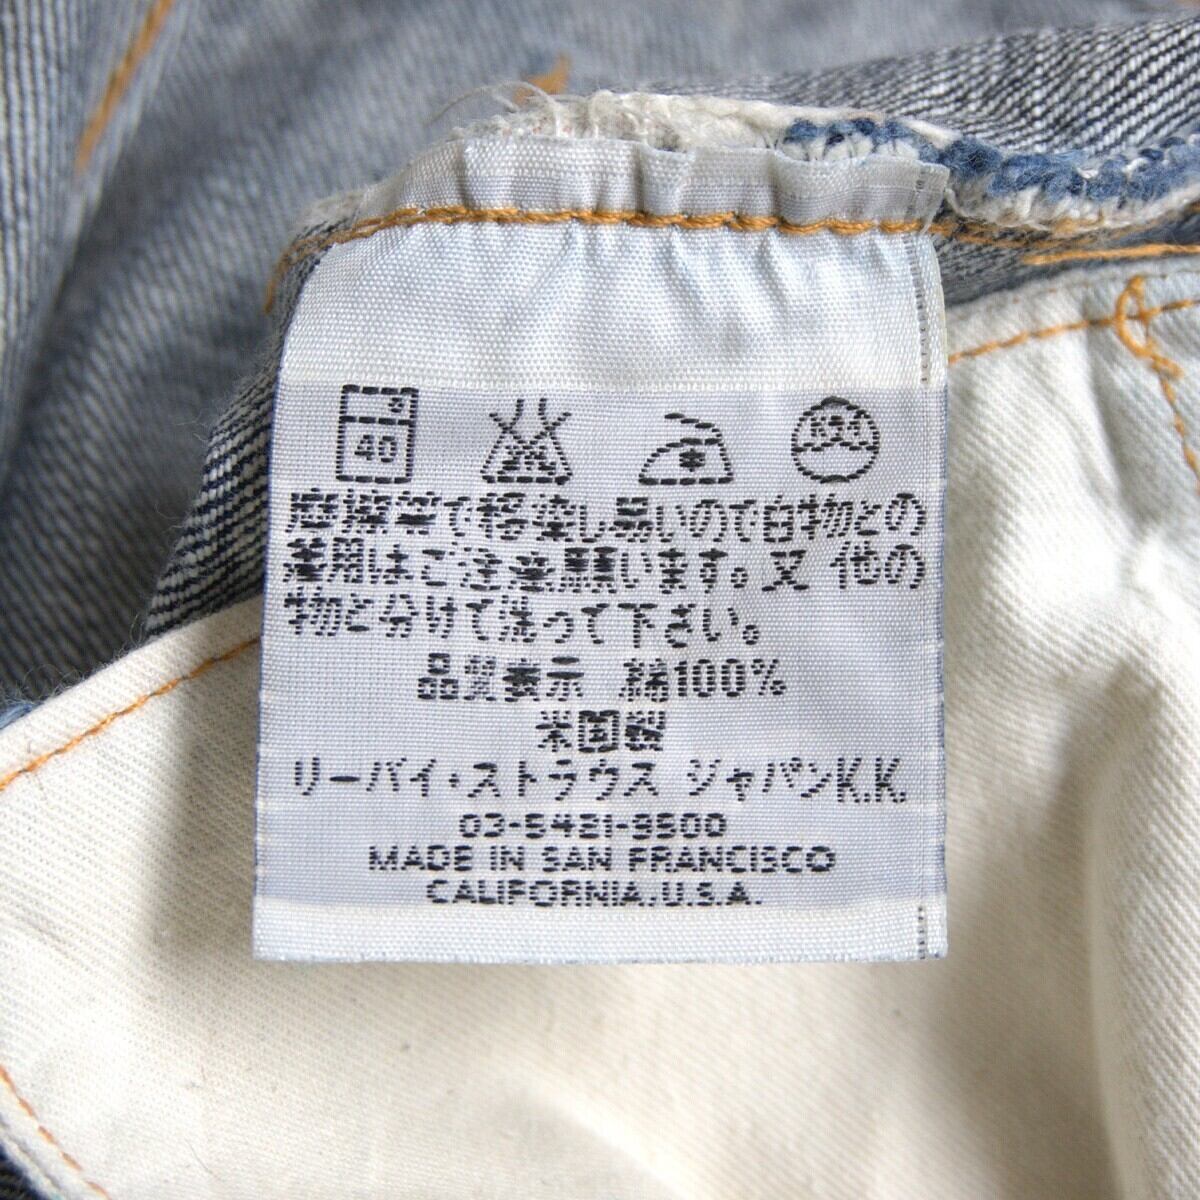 40
摩擦等で移染し易いので白物との
着用はご注意願います。又 他の
物と分けて洗って下さい。
品質表示 綿100%
米国製
リーバイ・ストラウス ジャパンK.K.
03-5421-3500
MADE IN SAN FRANCISCO
CALIFORNIA,U.S.A.